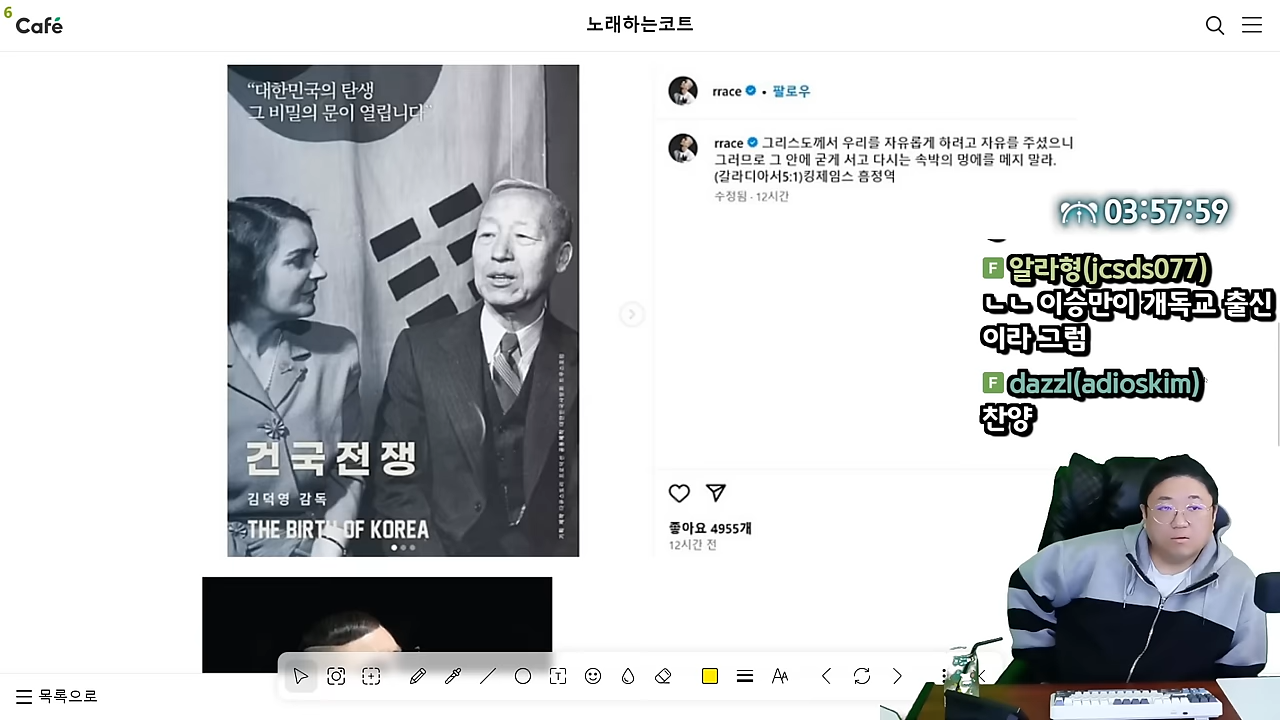 6
Café
노래하는코트
“대한민국의 탄생
그 비밀의 문이 열립니다”
건국전쟁
김덕영 감독
THE BIRTH OF KOREA
rrace • 팔로우
rrace 그리스도께서 우리를 자유롭게 하려고 자유를 주셨으니
그러므로 그 안에 굳게 서고 다시는 속박의 멍에를 메지 말라.
(갈라디아서5:1)킹제임스 흠정역
수정됨 · 12시간
좋아요 4955개
12시간 전
03:57:59
F 알라형(jcsds077)
ㄴㄴ 이승만이 개독교 출신
이라 그럼
F dazzl(adioskim)
찬양
T
AA
목록으로